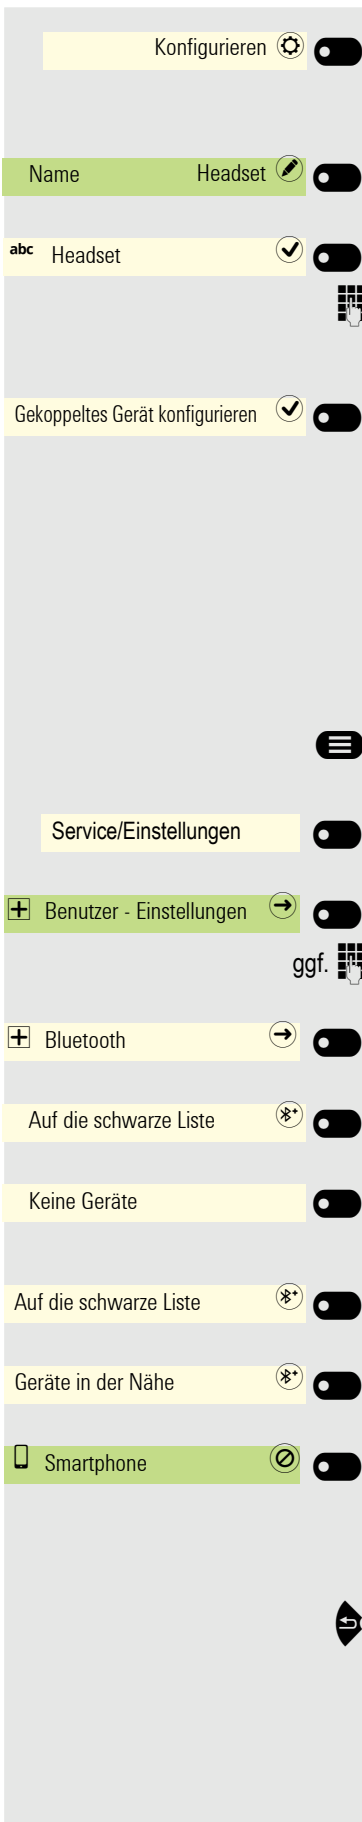 Konfigurieren
Name Headset
abc Headset
Gekoppeltes Gerät konfigurieren
Service/Einstellungen
Benutzer - Einstellungen
ggf.
Bluetooth
Auf die schwarze Liste
Keine Geräte
Auf die schwarze Liste
Geräte in der Nähe
Smartphone